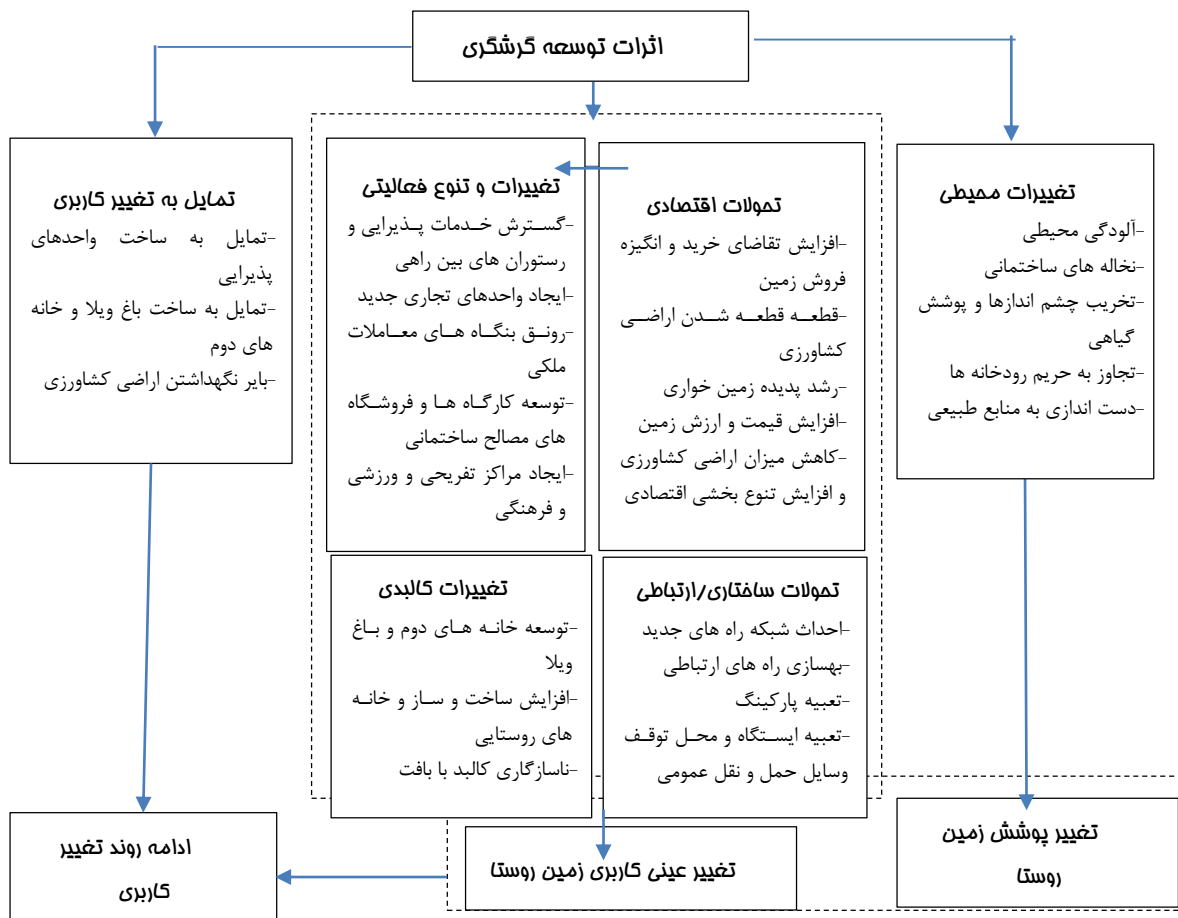 اثرات توسعه گرشگری
تغییرات محیطی
-آلودگی محیطی
-نخاله های ساختمانی
-تخریب چشم اندازها و پوشش
گیاهی
-تجاوز به حریم رودخانه ها
-دست اندازی به منابع طبیعی
تحولات اقتصادی
-افزایش تقاضای خرید و انگیزه
فروش زمین
-قطعه قطعه شدن اراضی
کشاورزی
-رشد پدیده زمین خواری
-افزایش قیمت و ارزش زمین
-کاهش میزان اراضی کشاورزی
و افزایش تنوع بخشی اقتصادی
تغییرات و تنوع فعالیتی
-گسترش خدمات پذیرایی و
رستوران های بین راهی
-ایجاد واحدهای تجاری جدید
-رونق بنگاه های معاملات
ملکی
-توسعه کارگاه ها و فروشگاه
های مصالح ساختمانی
-ایجاد مراکز تفریحی و ورزشی
و فرهنگی
تمایل به تغییر کاربری
-تمایل به ساخت واحدهای
پذیرایی
-تمایل به ساخت باغ ویلا و خانه
های دوم
-بایر نگهداشتن اراضی کشاورزی
تحولات ساختاری/ارتباطی
-احداث شبکه راه های جدید
-بهسازی راه های ارتباطی
-تعبیه پارکینگ
-تعبیه ایستگاه و محل توقف
وسایل حمل و نقل عمومی
تغییرات کالبدی
-توسعه خانه های دوم و باغ
ویلا
-افزایش ساخت و ساز و خانه
های روستایی
-ناسازگاری کالبد با بافت
تغییر پوشش زمین
روستا
تغییر عینی کاربری زمین روستا
ادامه روند تغییر
کاربری